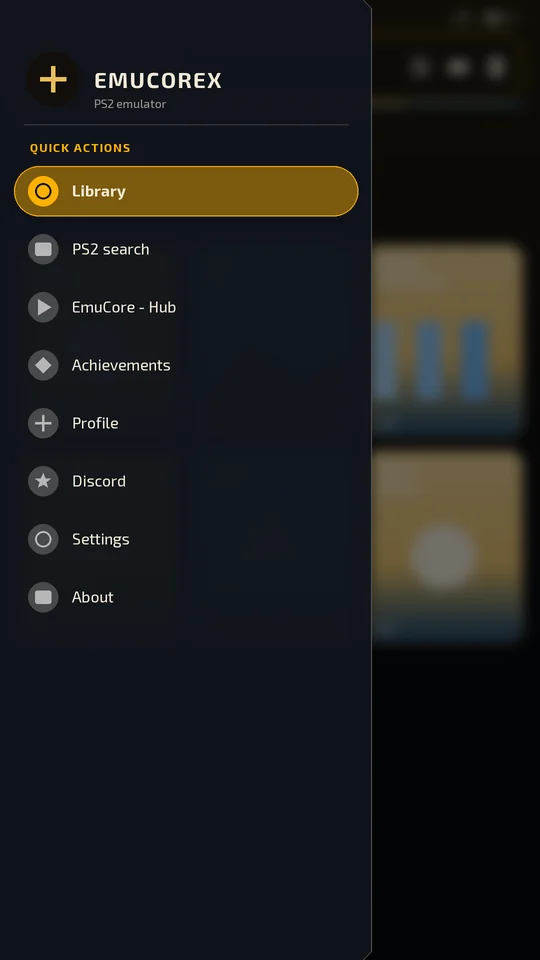 EMUCOREX
PS2 emulator
QUICK ACTIONS
Library
PS2 search
EmuCore - Hub
Achievements
Profile
Discord
Settings
About